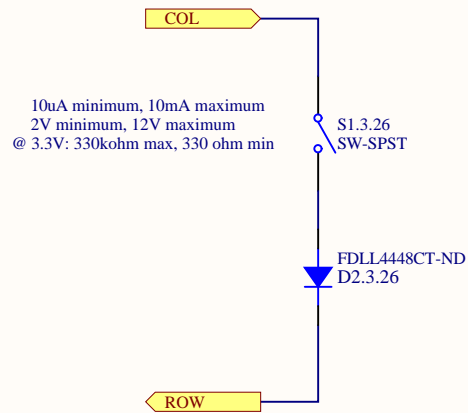 COL
10uA minimum, 10mA maximum
2V minimum, 12V maximum
@ 3.3V: 330kohm max, 330 ohm min
S1.3.26
SW-SPST
FDLL4448CT-ND
D2.3.26
ROW